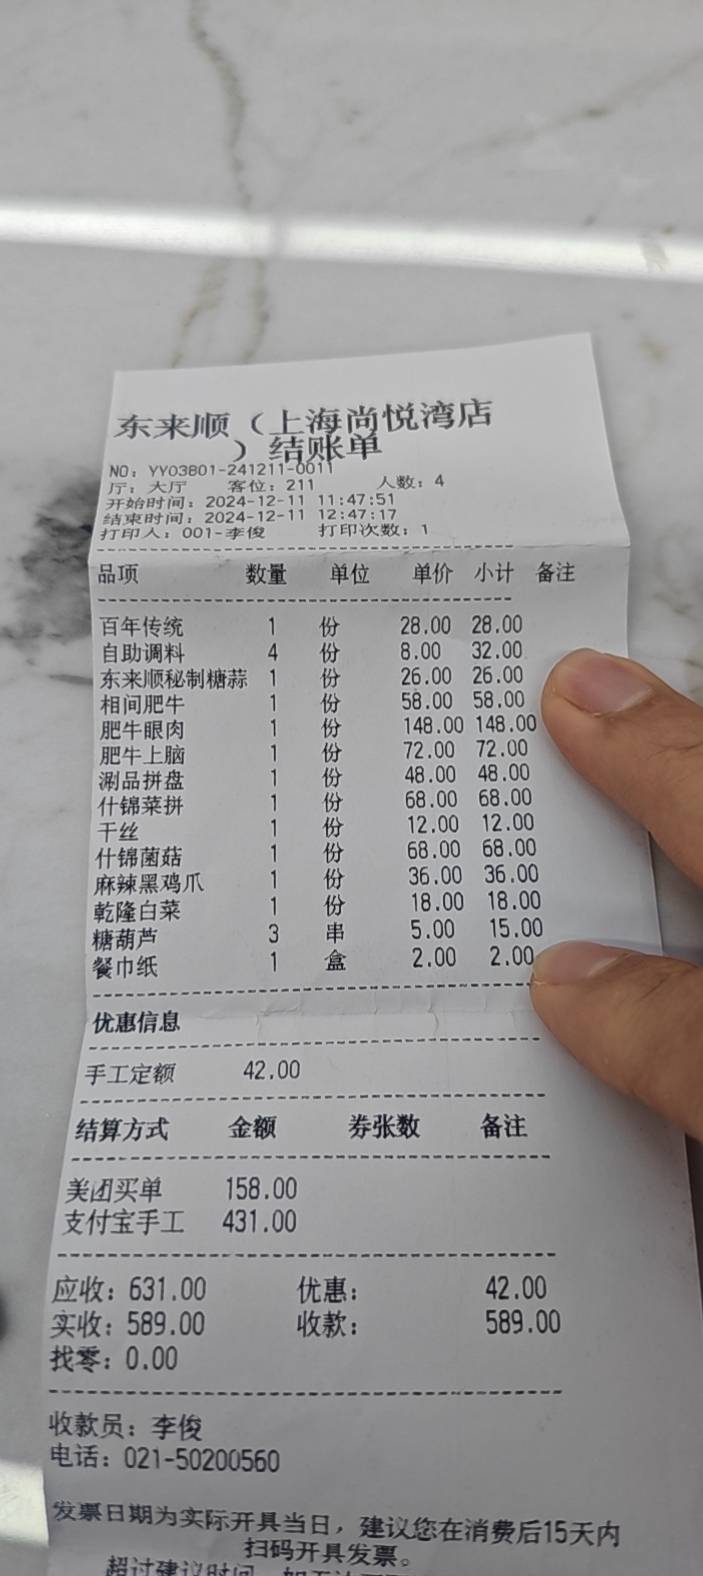 东来顺（上海尚悦湾店
）结账单
NO: YY03801-241211-0011
厅: 大厅 客位: 211 人数: 4
开始时间: 2024-12-11 11:47:51
结束时间: 2024-12-11 12:47:17
打印人: 001-李俊 打印次数: 1
品项 数量 单位 单价 小计 备注
百年传统 1 份 28.00 28.00
自助调料 4 份 8.00 32.00
东来顺秘制糖蒜 1 份 26.00 26.00
相间肥牛 1 份 58.00 58.00
肥牛眼肉 1 份 148.00 148.00
肥牛上脑 1 份 72.00 72.00
涮品拼盘 1 份 48.00 48.00
什锦菜拼 1 份 68.00 68.00
干丝 1 份 12.00 12.00
什锦菌菇 1 份 68.00 68.00
麻辣黑鸡爪 1 份 36.00 36.00
乾隆白菜 1 份 18.00 18.00
糖葫芦 3 串 5.00 15.00
餐巾纸 1 盒 2.00 2.00
优惠信息
手工定额 42.00
结算方式 金额 券张数 备注
美团买单 158.00
支付宝手工 431.00
应收: 631.00 优惠: 42.00
实收: 589.00 收款: 589.00
找零: 0.00
收款员: 李俊
电话: 021-50200560
发票日期为实际开具当日，建议您在消费后15天内
扫码开具发票。
超过建议时间